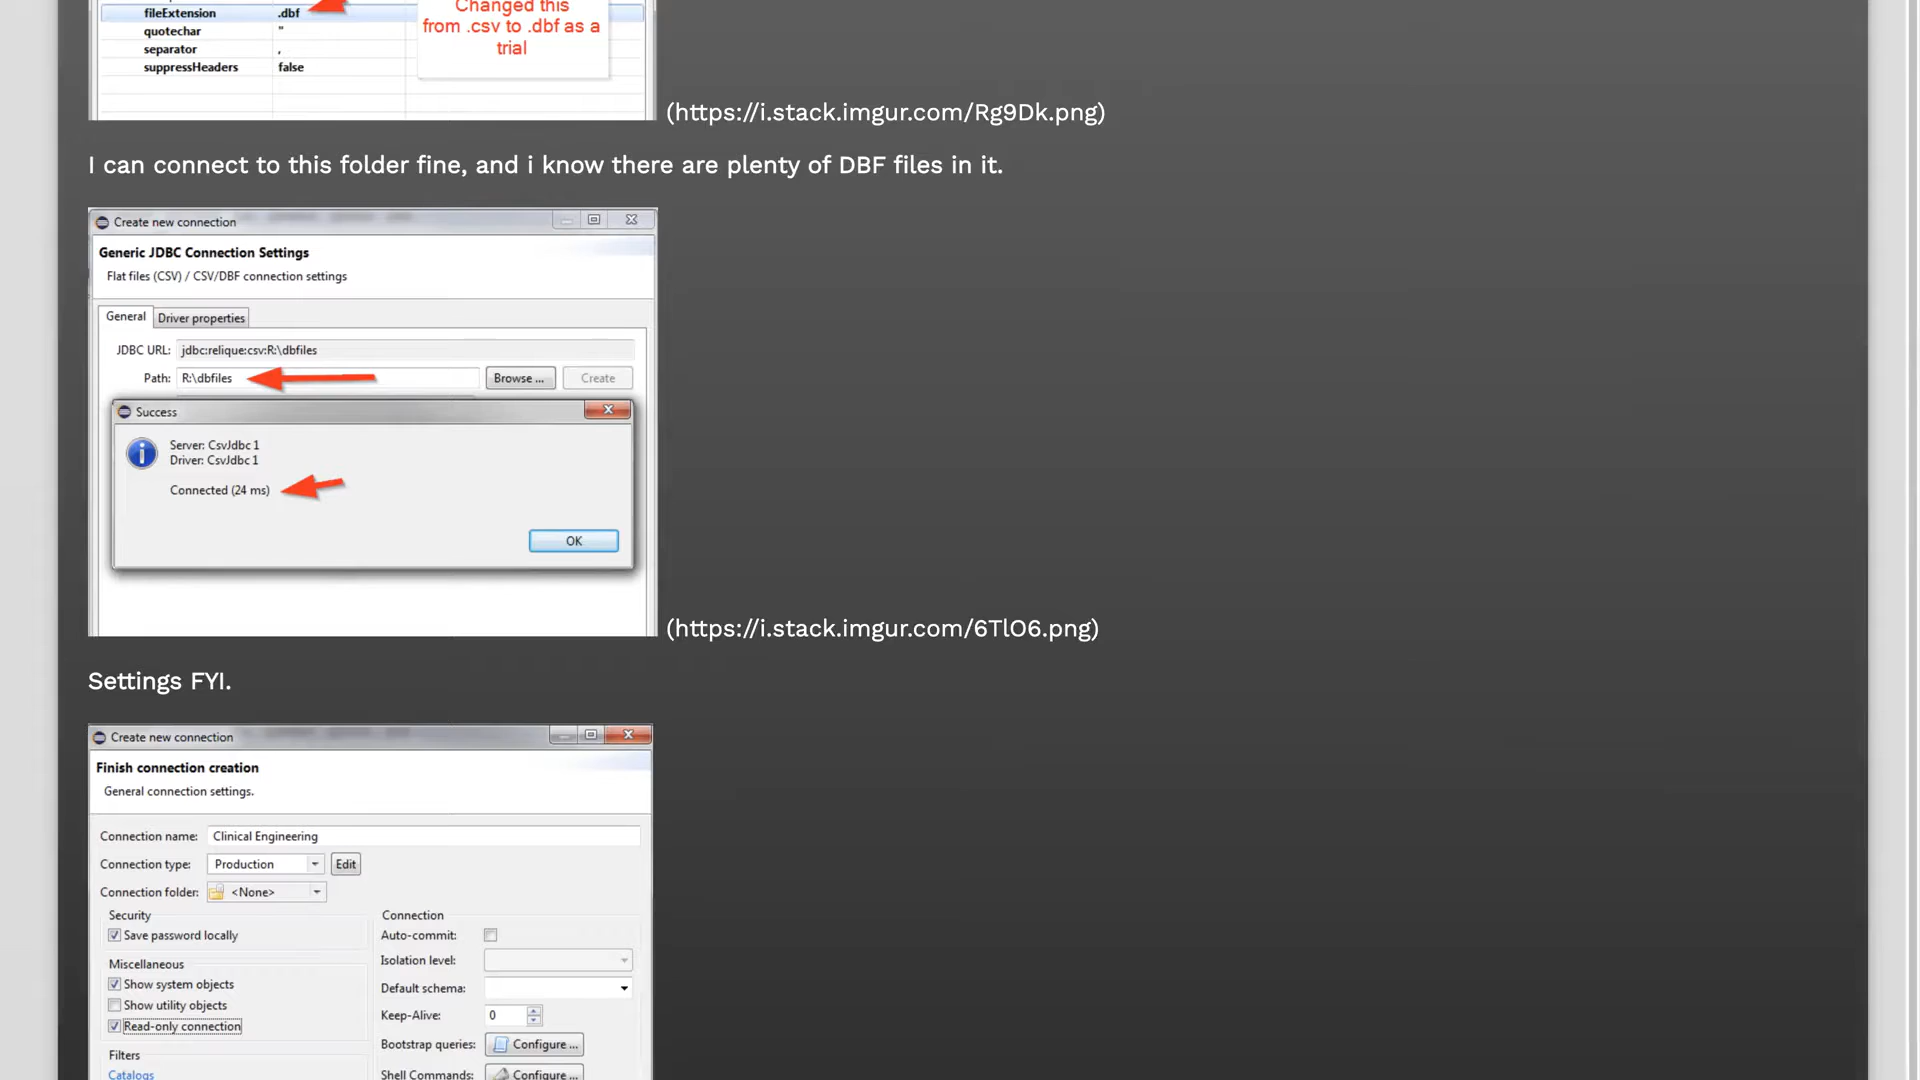 fileExtension .dbf
quotechar "
separator ,
suppressHeaders false
Changed this
from .csv to .dbf as a
trial
(https://i.stack.imgur.com/Rg9Dk.png)
I can connect to this folder fine, and i know there are plenty of DBF files in it.
Create new connection
Generic JDBC Connection Settings
Flat files (CSV) / CSV/DBF connection settings
General Driver properties
JDBC URL: jdbc:relique:csv:R:\dbfiles
Path: R:\dbfiles Browse ... Create
Success
Server: CsvJdbc 1
Driver: CsvJdbc 1
Connected (24 ms)
OK
(https://i.stack.imgur.com/6TlO6.png)
Settings FYI.
Create new connection
Finish connection creation
General connection settings.
Connection name: Clinical Engineering
Connection type: Production Edit
Connection folder: <None>
Security
Save password locally
Miscellaneous
Show system objects
Show utility objects
Read-only connection
Filters
Catalogs
Connection
Auto-commit:
Isolation level:
Default schema:
Keep-Alive: 0
Bootstrap queries: Configure ...
Shell Commands: Configure ...